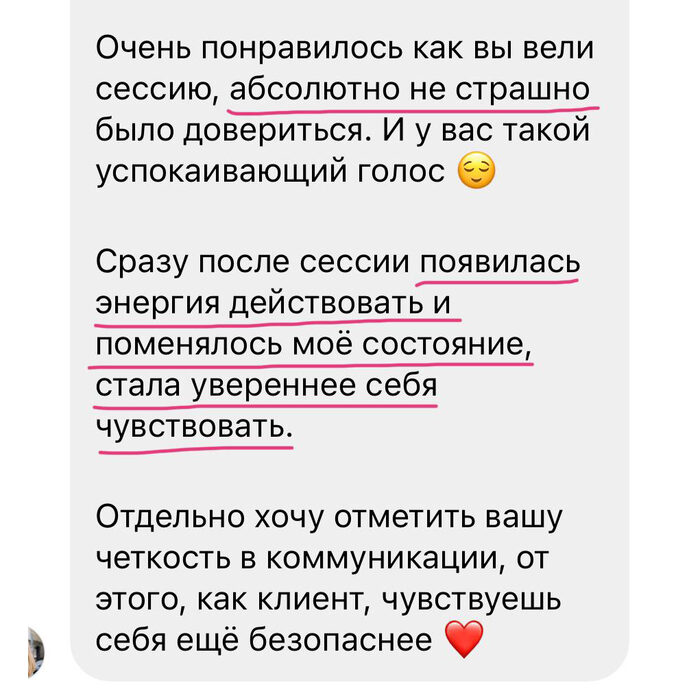 Очень понравилось как вы вели
сессию, абсолютно не страшно
было довериться. И у вас такой
успокаивающий голос 😌
Сразу после сессии появилась
энергия действовать и
поменялось моё состояние,
стала увереннее себя
чувствовать.
Отдельно хочу отметить вашу
четкость в коммуникации, от
этого, как клиент, чувствуешь
себя ещё безопаснее ❤️